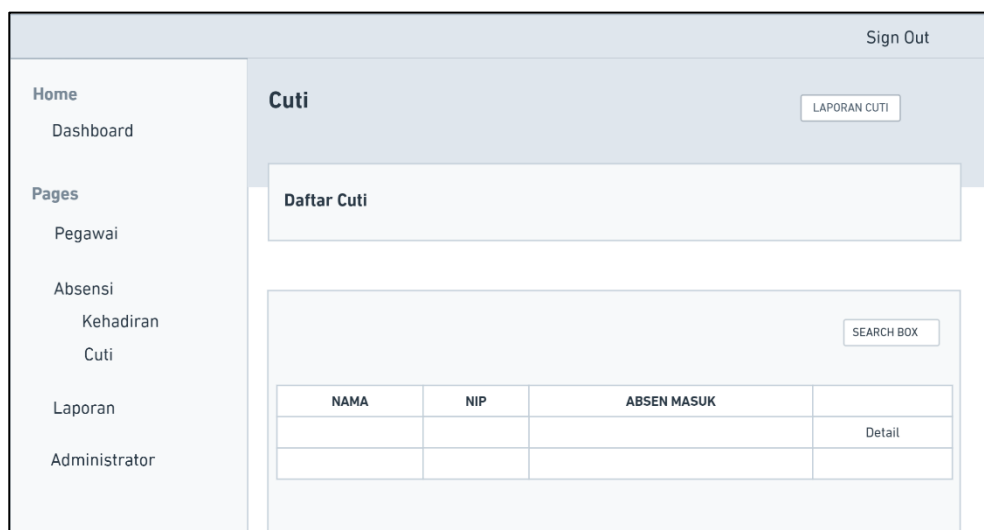 Sign Out
Home
Dashboard
Pages
Pegawai
Absensi
Kehadiran
Cuti
Laporan
Administrator
Cuti
LAPORAN CUTI
Daftar Cuti
SEARCH BOX
NAMA NIP ABSEN MASUK
Detail